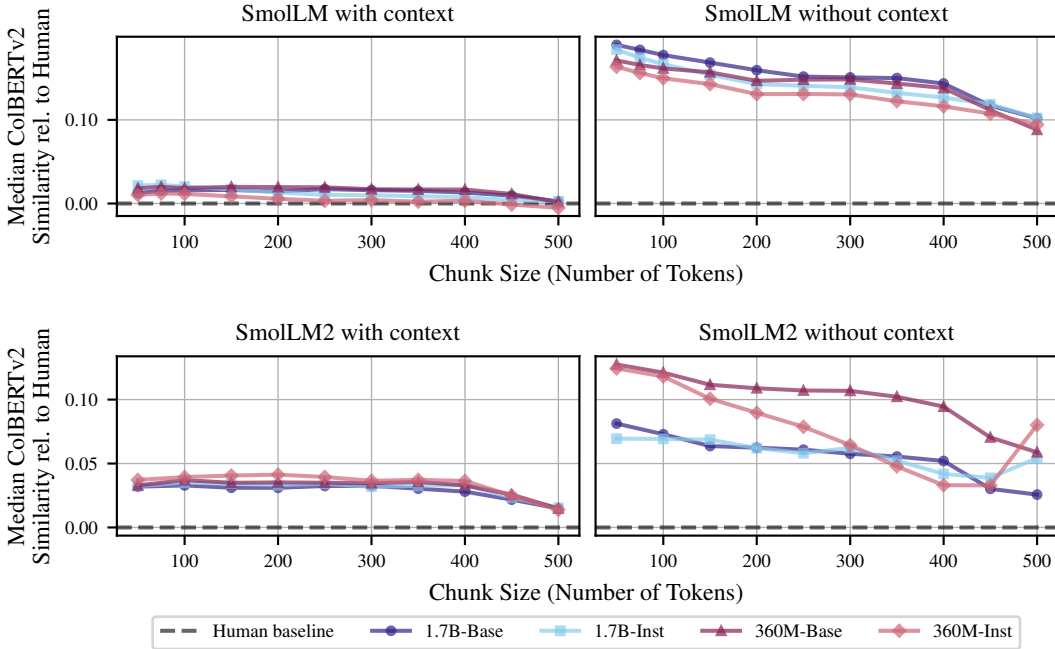 SmolLM with context
SmolLM without context
Median ColBERTv2
Similarity rel. to Human
0.10
0.00
100 200 300 400 500
100 200 300 400 500
Chunk Size (Number of Tokens)
SmolLM2 with context
SmolLM2 without context
Median ColBERTv2
Similarity rel. to Human
0.10
0.05
0.00
100 200 300 400 500
100 200 300 400 500
Chunk Size (Number of Tokens)
Human baseline 1.7B-Base 1.7B-Inst 360M-Base 360M-Inst